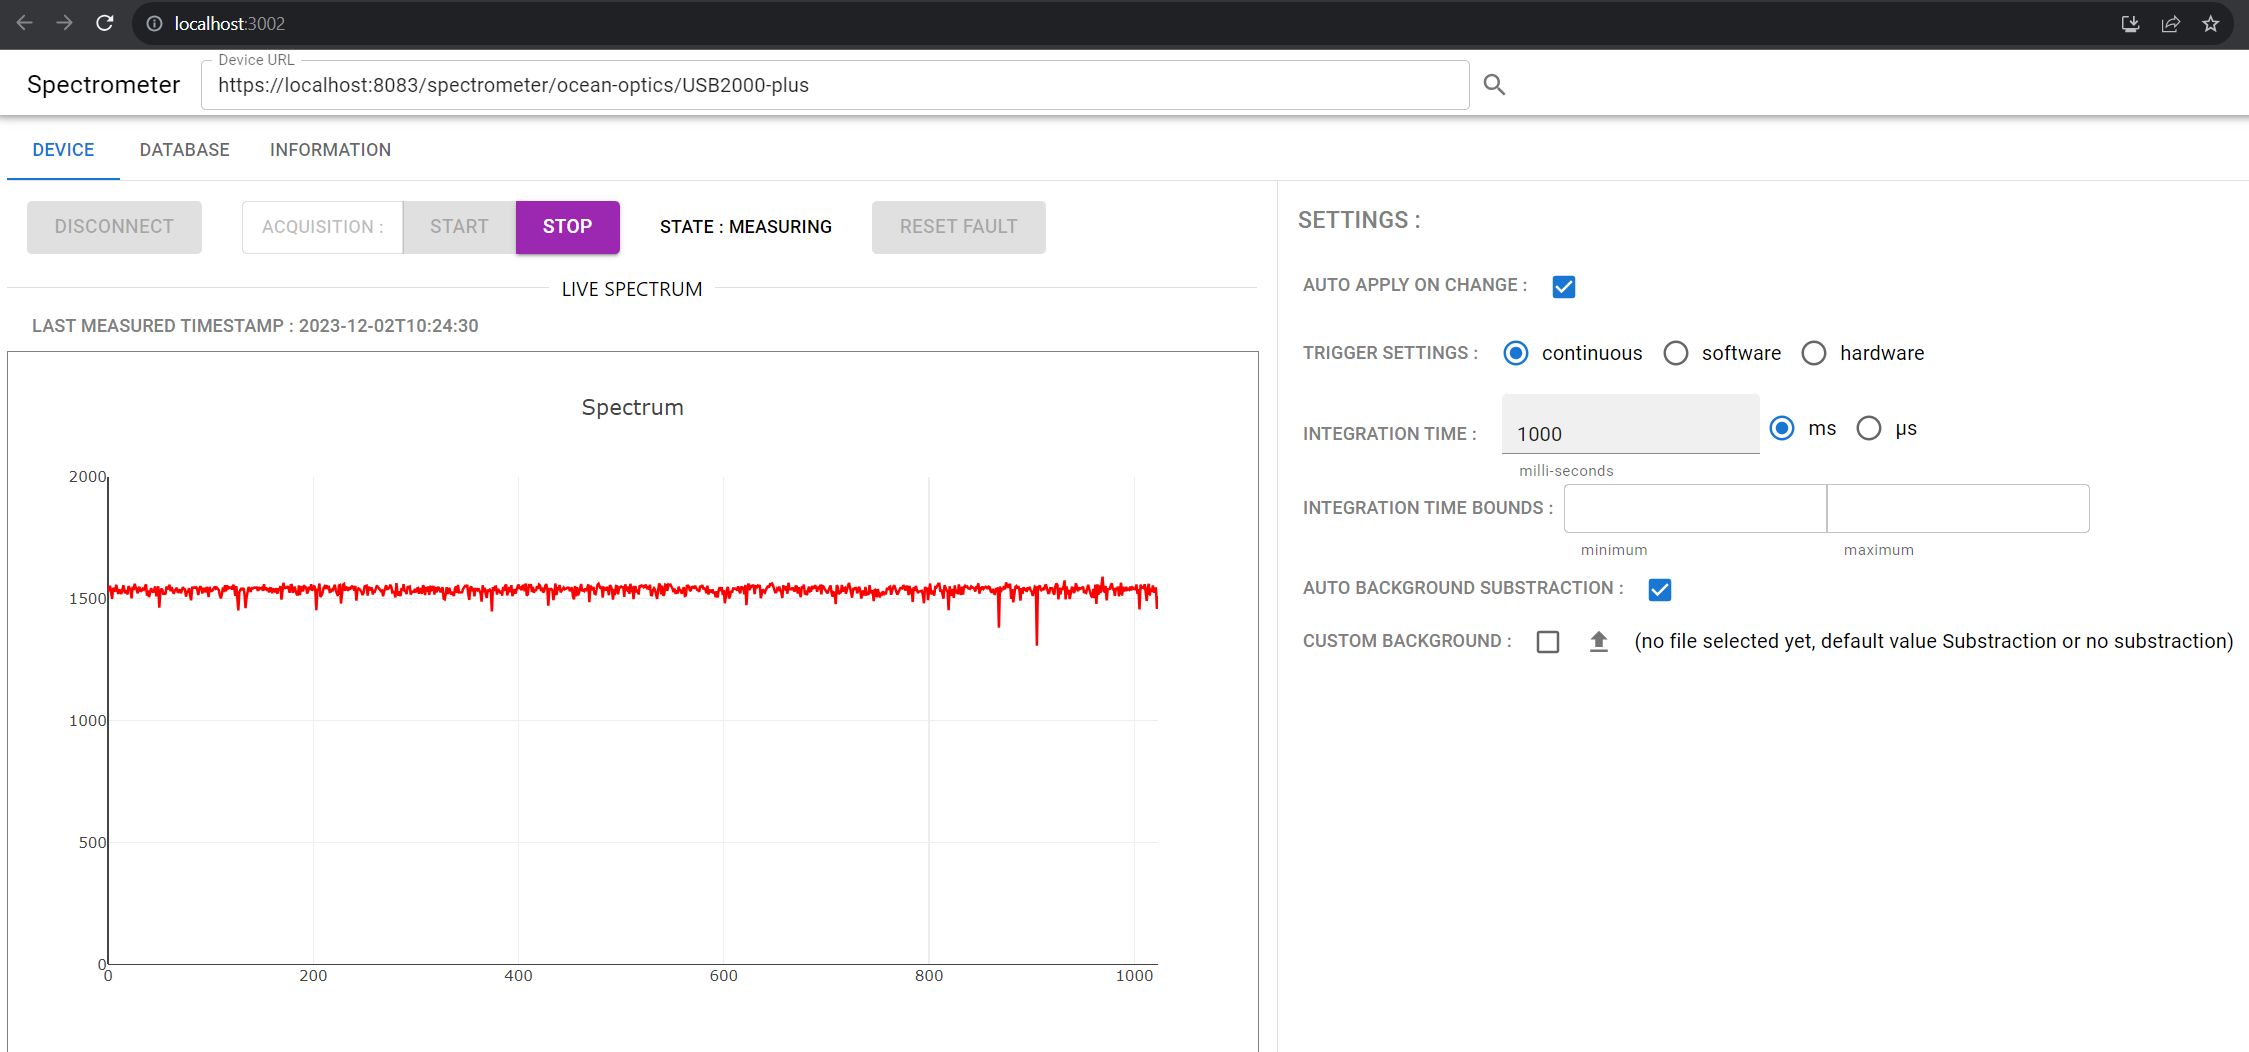 localhost:3002
Spectrometer
Device URL
https://localhost:8083/spectrometer/ocean-optics/USB2000-plus
DEVICE DATABASE INFORMATION
DISCONNECT ACQUISITION : START STOP STATE : MEASURING RESET FAULT
LIVE SPECTRUM
LAST MEASURED TIMESTAMP : 2023-12-02T10:24:30
Spectrum
2000
1500
1000
500
0
0 200 400 600 800 1000
SETTINGS :
AUTO APPLY ON CHANGE :
TRIGGER SETTINGS : continuous software hardware
INTEGRATION TIME : 1000 ms µs
milli-seconds
INTEGRATION TIME BOUNDS :
minimum maximum
AUTO BACKGROUND SUBSTRACTION :
CUSTOM BACKGROUND : (no file selected yet, default value Substraction or no substraction)